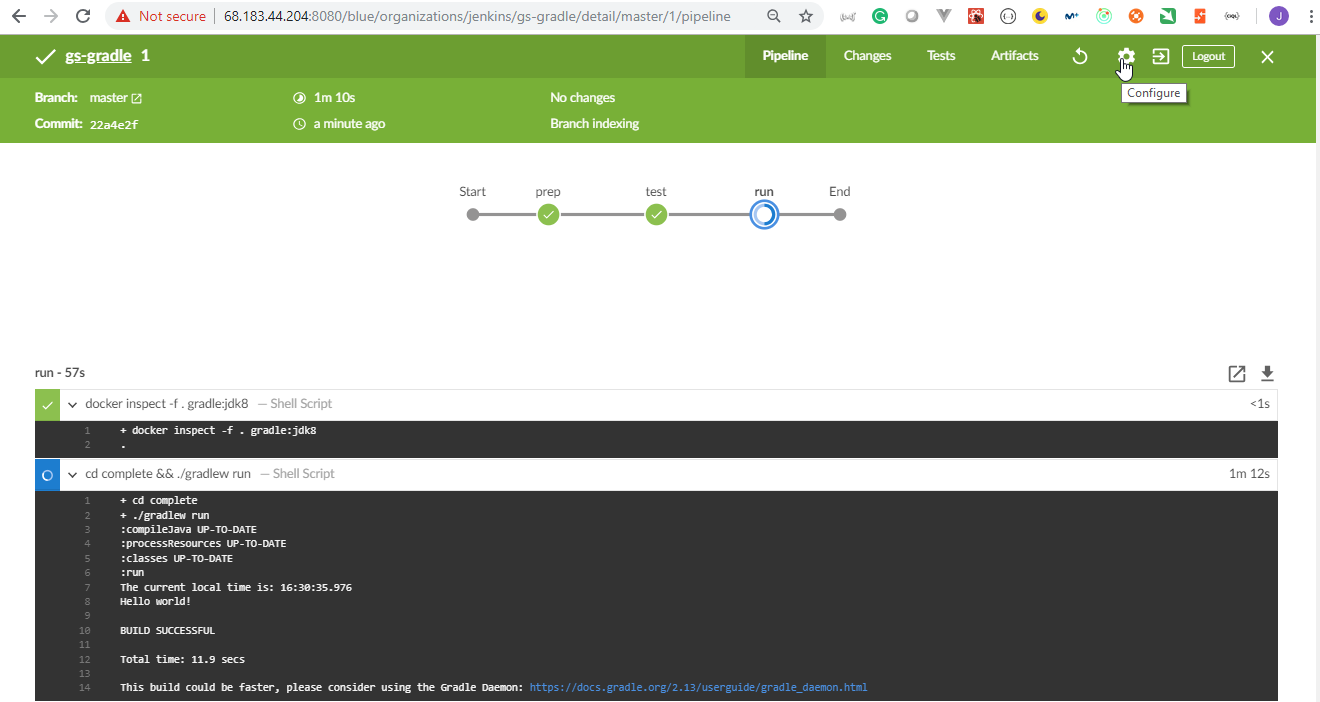 Not secure | 68.183.44.204:8080/blue/organizations/jenkins/gs-gradle/detail/master/1/pipeline
J
gs-gradle 1
Pipeline Changes Tests Artifacts Logout
Configure
Branch: master 1m 10s No changes
Commit: 22a4e2f a minute ago Branch indexing
Start prep test run End
run - 57s
docker inspect -f . gradle:jdk8 — Shell Script <1s
1 + docker inspect -f . gradle:jdk8
2 .
cd complete && ./gradlew run — Shell Script 1m 12s
1 + cd complete
2 + ./gradlew run
3 :compileJava UP-TO-DATE
4 :processResources UP-TO-DATE
5 :classes UP-TO-DATE
6 :run
7 The current local time is: 16:30:35.976
8 Hello world!
9
10 BUILD SUCCESSFUL
11
12 Total time: 11.9 secs
13
14 This build could be faster, please consider using the Gradle Daemon: https://docs.gradle.org/2.13/userguide/gradle_daemon.html